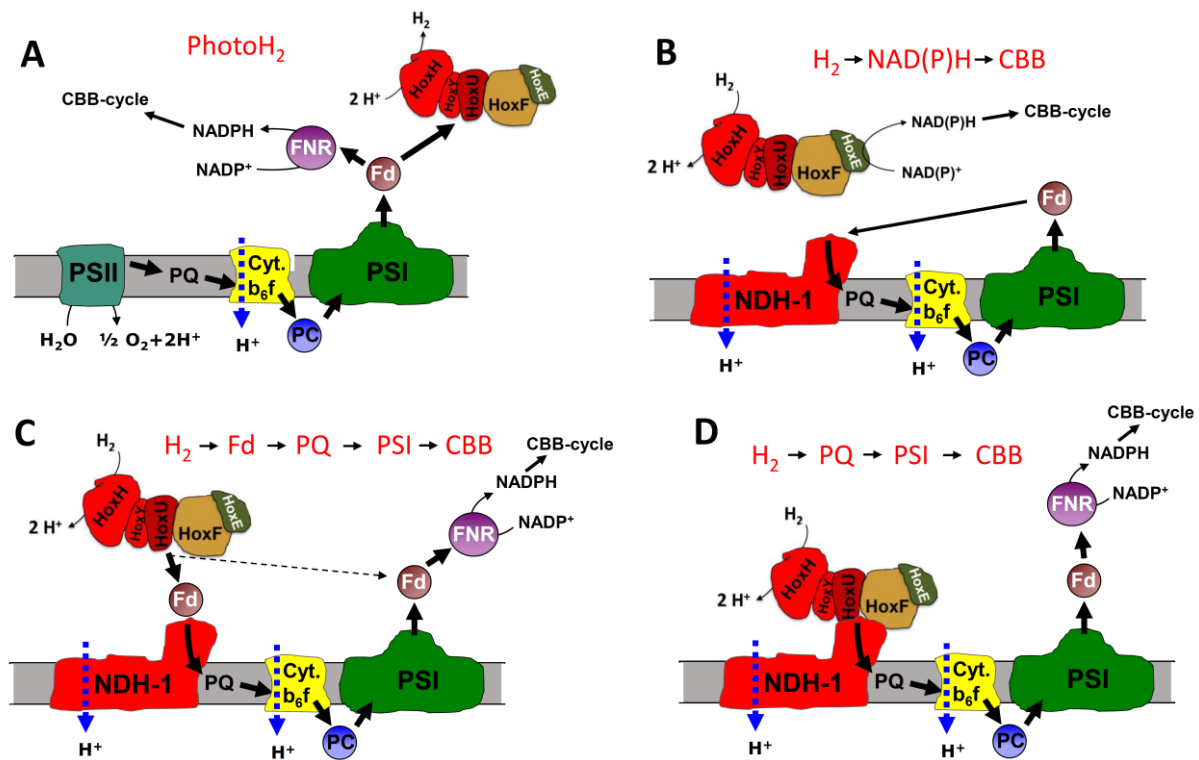 A
PhotoH₂
H₂
2 H⁺
HoxH
HoxY
HoxU
HoxF
HoxE
CBB-cycle
NADPH
NADP⁺
FNR
Fd
PSII
PQ
Cyt.
b₆f
PSI
PC
H₂O
½ O₂+2H⁺
H⁺
B
H₂ → NAD(P)H → CBB
H₂
2 H⁺
HoxH
HoxY
HoxU
HoxF
HoxE
NAD(P)H
CBB-cycle
NAD(P)⁺
Fd
NDH-1
PQ
Cyt.
b₆f
PSI
PC
H⁺
H⁺
C
H₂ → Fd → PQ → PSI → CBB
H₂
2 H⁺
HoxH
HoxY
HoxU
HoxF
HoxE
CBB-cycle
NADPH
NADP⁺
FNR
Fd
Fd
NDH-1
PQ
Cyt.
b₆f
PSI
PC
H⁺
H⁺
D
H₂ → PQ → PSI → CBB
CBB-cycle
NADPH
NADP⁺
FNR
Fd
H₂
2 H⁺
HoxH
HoxY
HoxU
HoxF
HoxE
NDH-1
PQ
Cyt.
b₆f
PSI
PC
H⁺
H⁺